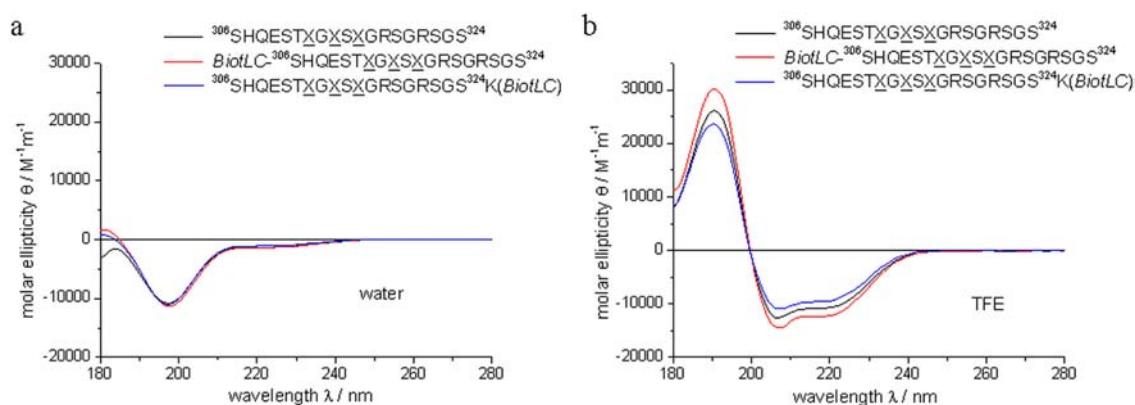 a
³⁰⁶SHQESTXGXSXGRSGRSGS³²⁴
BiotLC-³⁰⁶SHQESTXGXSXGRSGRSGS³²⁴
³⁰⁶SHQESTXGXSXGRSGRSGS³²⁴K(BiotLC)
30000
20000
10000
0
-10000
-20000
molar ellipticity θ / M⁻¹m⁻¹
water
180 200 220 240 260 280
wavelength λ / nm
b
³⁰⁶SHQESTXGXSXGRSGRSGS³²⁴
BiotLC-³⁰⁶SHQESTXGXSXGRSGRSGS³²⁴
³⁰⁶SHQESTXGXSXGRSGRSGS³²⁴K(BiotLC)
30000
20000
10000
0
-10000
-20000
molar ellipticity θ / M⁻¹m⁻¹
TFE
180 200 220 240 260 280
wavelength λ / nm